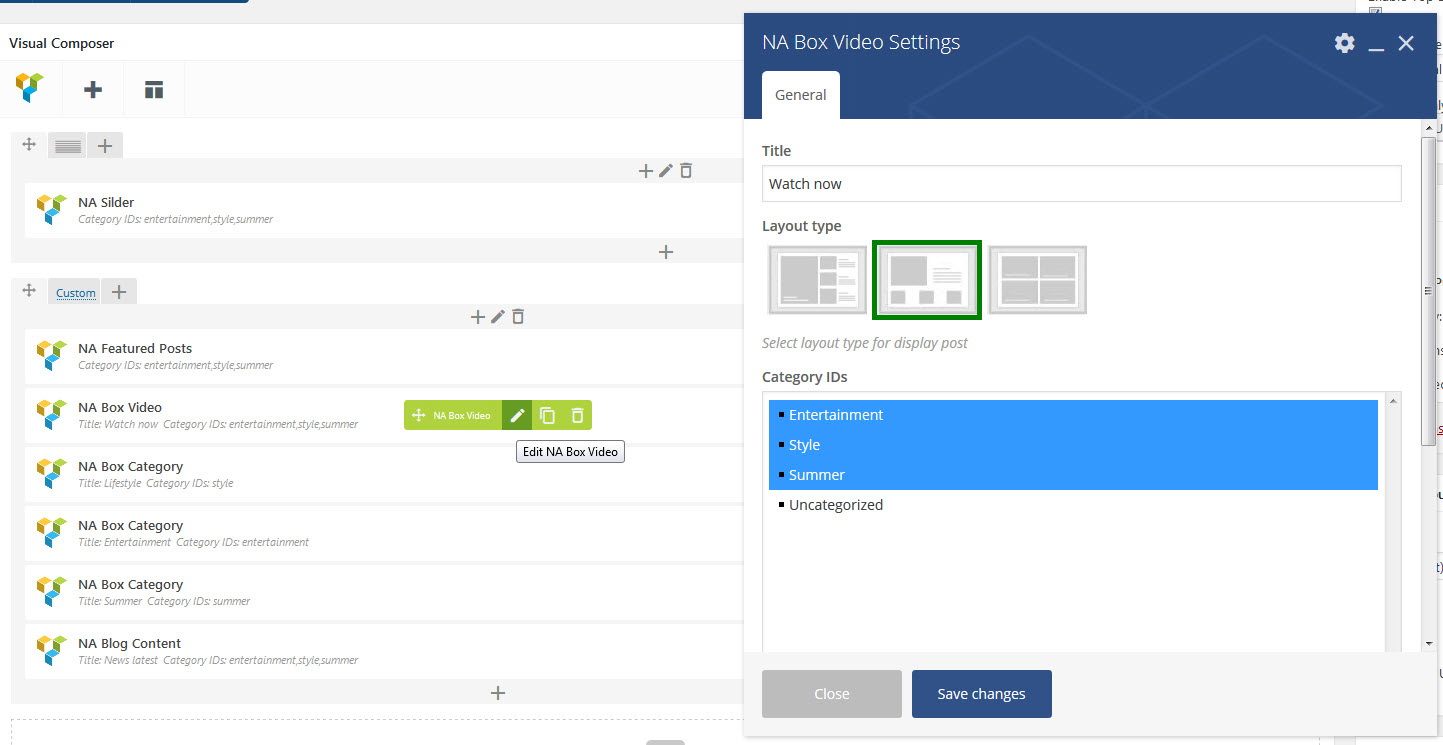 Visual Composer
NA Silder
Category IDs: entertainment,style,summer
Custom
NA Featured Posts
Category IDs: entertainment,style,summer
NA Box Video
Title: Watch now  Category IDs: entertainment,style,summer
NA Box Video
Edit NA Box Video
NA Box Category
Title: Lifestyle  Category IDs: style
NA Box Category
Title: Entertainment  Category IDs: entertainment
NA Box Category
Title: Summer  Category IDs: summer
NA Blog Content
Title: News latest  Category IDs: entertainment,style,summer
NA Box Video Settings
General
Title
Watch now
Layout type
Select layout type for display post
Category IDs
Entertainment
Style
Summer
Uncategorized
Close
Save changes